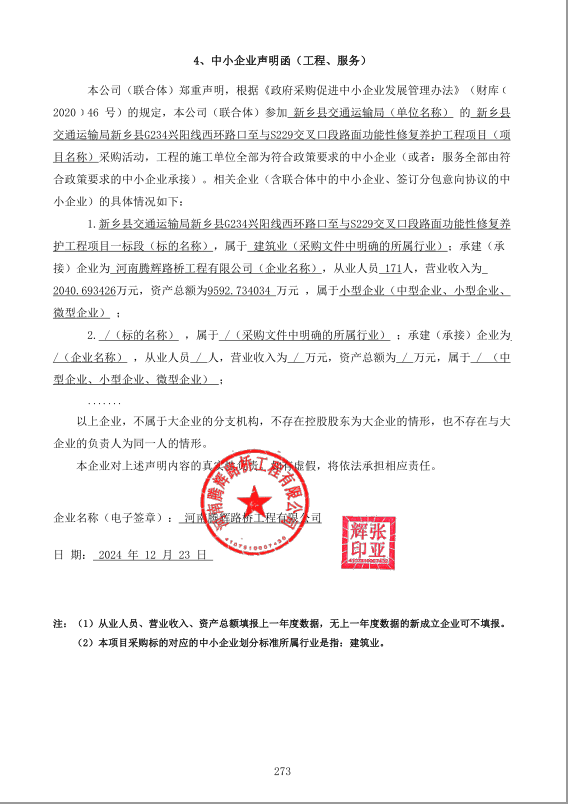 4、中小企业声明函（工程、服务）
本公司（联合体）郑重声明，根据《政府采购促进中小企业发展管理办法》（财库﹝
2020﹞46 号）的规定，本公司（联合体）参加 新乡县交通运输局（单位名称） 的 新乡县
交通运输局新乡县G234兴阳线西环路口至与S229交叉口段路面功能性修复养护工程项目（项
目名称）采购活动，工程的施工单位全部为符合政策要求的中小企业（或者：服务全部由符
合政策要求的中小企业承接）。相关企业（含联合体中的中小企业、签订分包意向协议的中
小企业）的具体情况如下：
1.新乡县交通运输局新乡县G234兴阳线西环路口至与S229交叉口段路面功能性修复养
护工程项目一标段（标的名称），属于 建筑业（采购文件中明确的所属行业）；承建（承
接）企业为 河南腾辉路桥工程有限公司（企业名称），从业人员 171人，营业收入为
2040.693426万元，资产总额为9592.734034 万元 ，属于小型企业（中型企业、小型企业、
微型企业） ；
2. /（标的名称） ，属于 /（采购文件中明确的所属行业） ；承建（承接）企业为
/（企业名称） ，从业人员 / 人，营业收入为 / 万元，资产总额为 / 万元，属于 / （中
型企业、小型企业、微型企业） ；
.......
以上企业，不属于大企业的分支机构，不存在控股股东为大企业的情形，也不存在与大
企业的负责人为同一人的情形。
本企业对上述声明内容的真实性负责。如有虚假，将依法承担相应责任。
河南腾辉路桥工程有限公司
4107810007490
企业名称（电子签章）： 河南腾辉路桥工程有限公司
张亚
辉印
日 期： 2024 年 12 月 23 日
注：（1）从业人员、营业收入、资产总额填报上一年度数据，无上一年度数据的新成立企业可不填报。
（2）本项目采购标的对应的中小企业划分标准所属行业是指：建筑业。
273